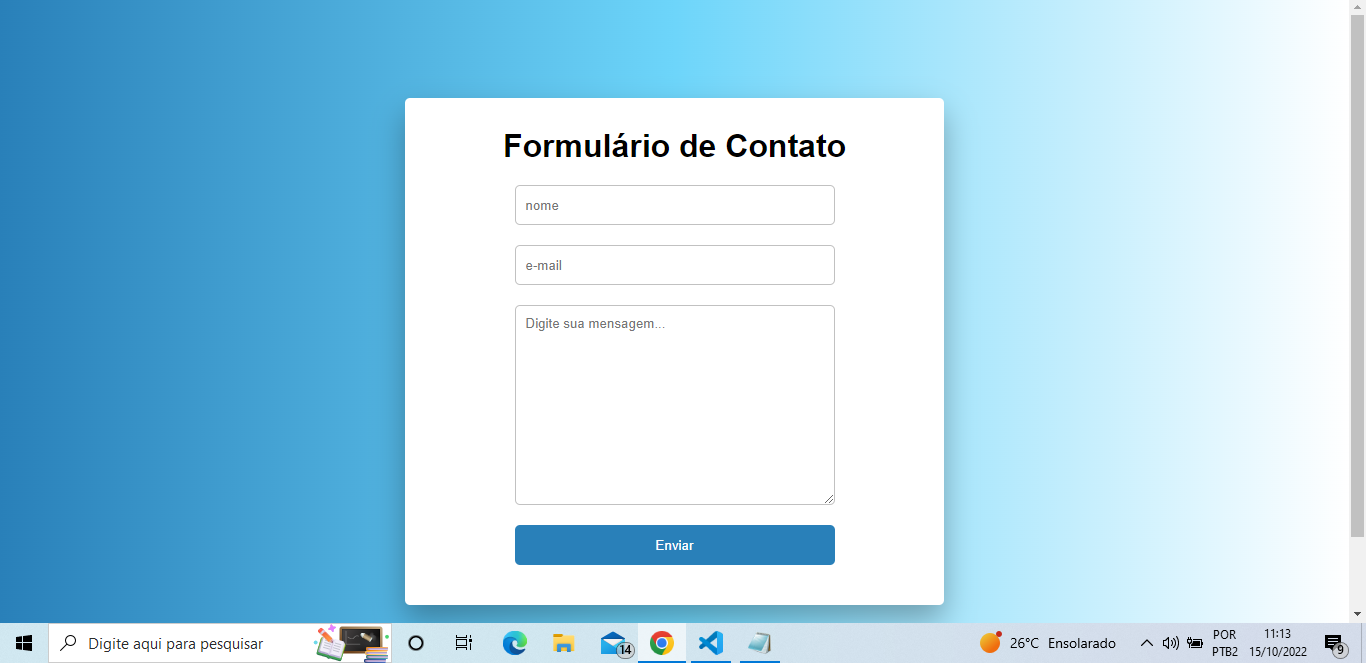 Formulário de Contato
nome
e-mail
Digite sua mensagem...
Enviar
Digite aqui para pesquisar
14
26°C Ensolarado
POR
PTB2
11:13
15/10/2022
9